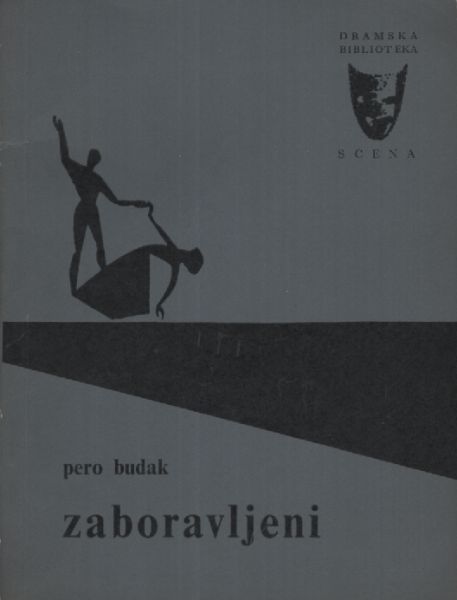 DRAMSKA
BIBLIOTEKA
SCENA
pero budak
zaboravljeni